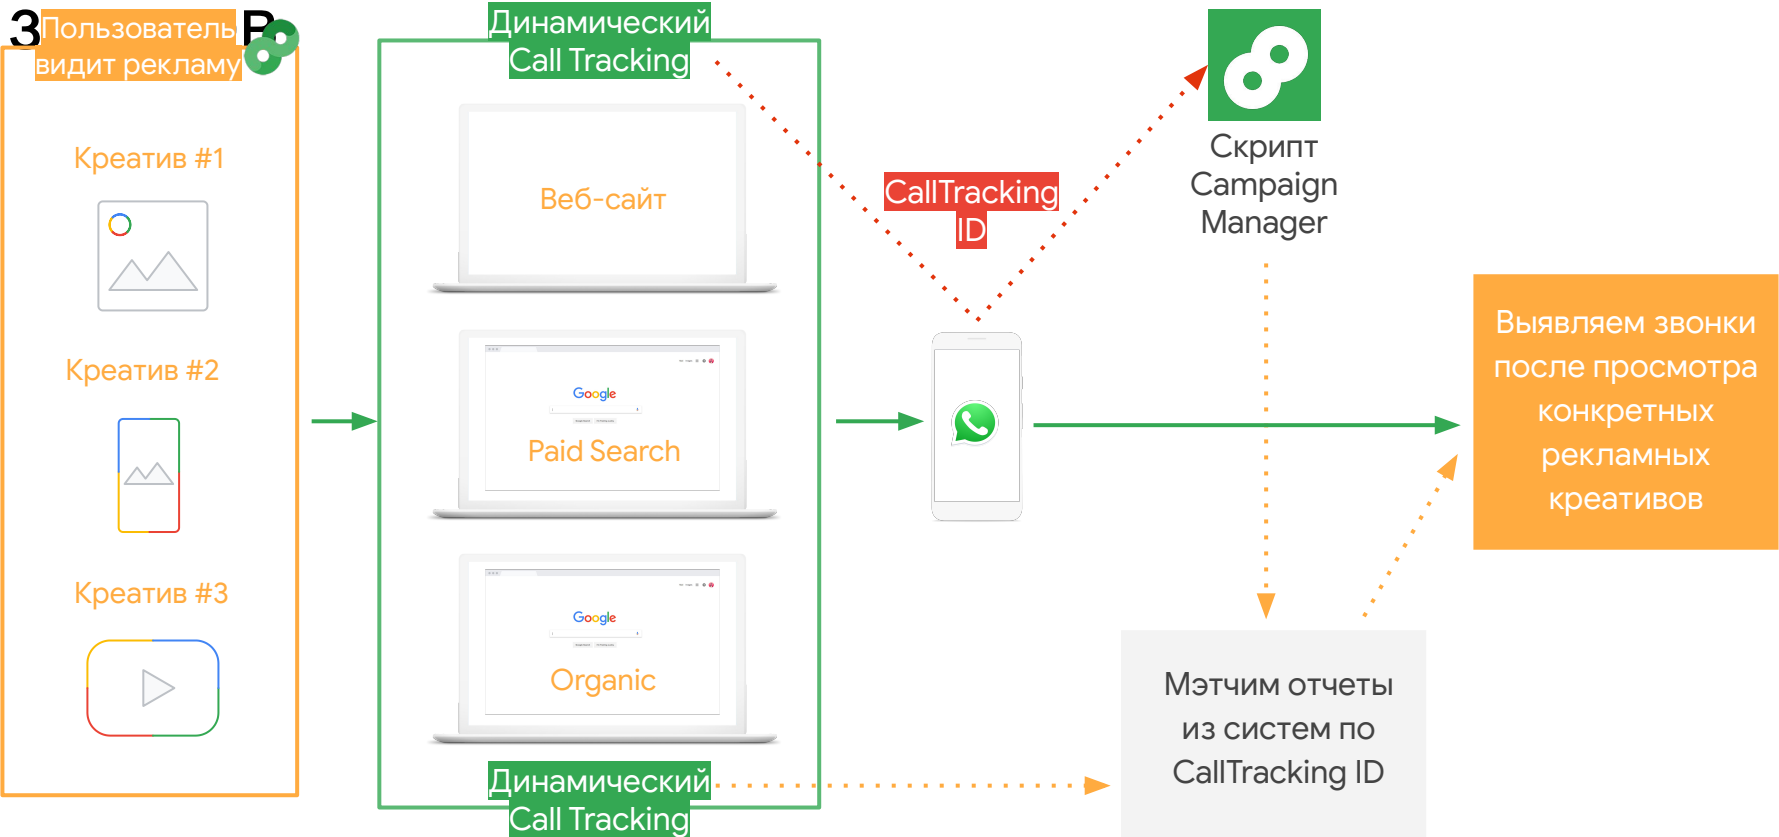 Пользователь
видит рекламу
Креатив #1
Креатив #2
Креатив #3
Динамический
Call Tracking
Веб-сайт
Google
Paid Search
Google
Organic
Динамический
Call Tracking
CallTracking
ID
Скрипт
Campaign
Manager
Выявляем звонки
после просмотра
конкретных
рекламных
креативов
Мэтчим отчеты
из систем по
CallTracking ID